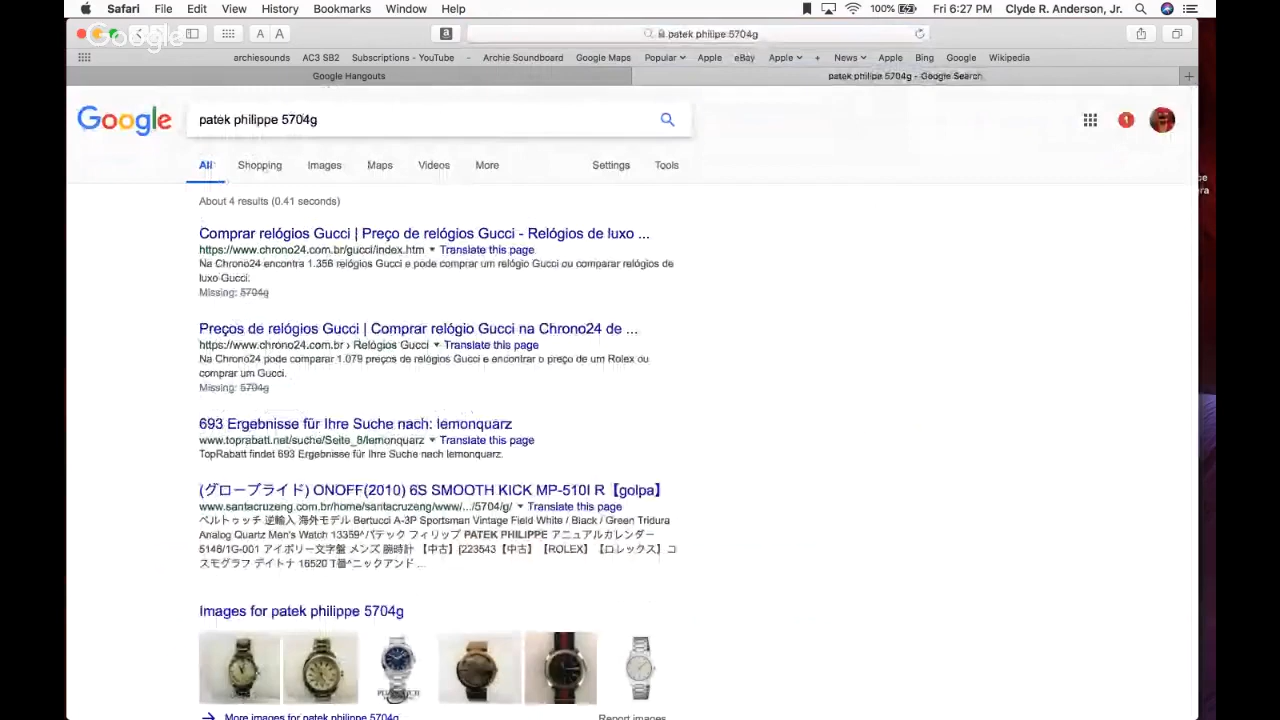 Safari File Edit View History Bookmarks Window Help 100% Fri 6:27 PM Clyde R. Anderson, Jr.
Google
A A a patek philipe 5704g
archiesounds AC3 SB2 Subscriptions - YouTube - Archie Soundboard Google Maps Popular Apple eBay Apple + News Apple Bing Google Wikipedia
Google Hangouts patek philipe 5704g - Google Search +
Google patek philippe 5704g 1
All Shopping Images Maps Videos More Settings Tools
About 4 results (0.41 seconds)
Comprar relógios Gucci | Preço de relógios Gucci - Relógios de luxo ...
https://www.chrono24.com.br/gucci/index.htm Translate this page
Na Chrono24 encontra 1.356 relógios Gucci e pode comprar um relógio Gucci ou comparar relógios de
luxo Gucci.
Missing: 5704g
Preços de relógios Gucci | Comprar relógio Gucci na Chrono24 de ...
https://www.chrono24.com.br › Relógios Gucci Translate this page
Na Chrono24 pode comparar 1.079 preços de relógios Gucci e encontrar o preço de um Rolex ou
comprar um Gucci.
Missing: 5704g
693 Ergebnisse für Ihre Suche nach: lemonquarz
www.toprabatt.net/suche/Seite_8/lemonquarz Translate this page
TopRabatt findet 693 Ergebnisse für Ihre Suche nach lemonquarz.
(グローブライド) ONOFF(2010) 6S SMOOTH KICK MP-510I R【golpa】
www.santacruzeng.com.br/home/santacruzeng/www/.../5704/g/ Translate this page
ベルトゥッチ 逆輸入 海外モデル Bertucci A-3P Sportsman Vintage Field White / Black / Green Tridura
Analog Quartz Men's Watch 13359^パテック フィリップ PATEK PHILIPPE アニュアルカレンダー
5146/1G-001 アイボリー文字盤 メンズ 腕時計 【中古】[223543【中古】【ROLEX】【ロレックス】コ
スモグラフ デイトナ 16520 T番^ニックアンド ...
Images for patek philippe 5704g
More images for patek philippe 5704g Report images